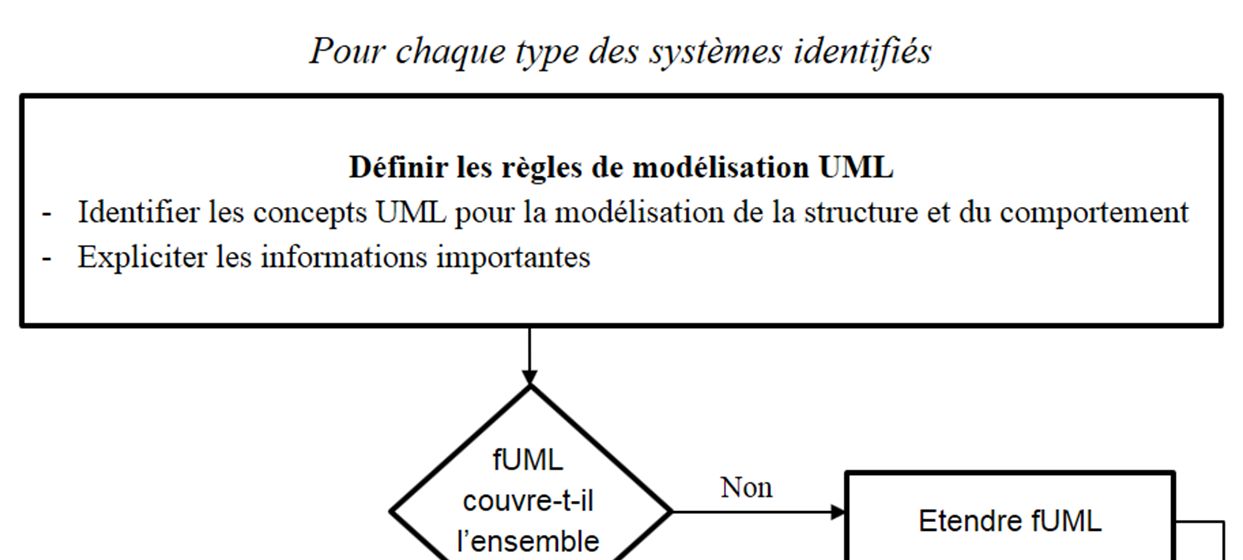 Pour chaque type des systèmes identifiés
Définir les règles de modélisation UML
- Identifier les concepts UML pour la modélisation de la structure et du comportement
- Expliciter les informations importantes
fUML
couvre-t-il
l'ensemble
Non
Etendre fUML